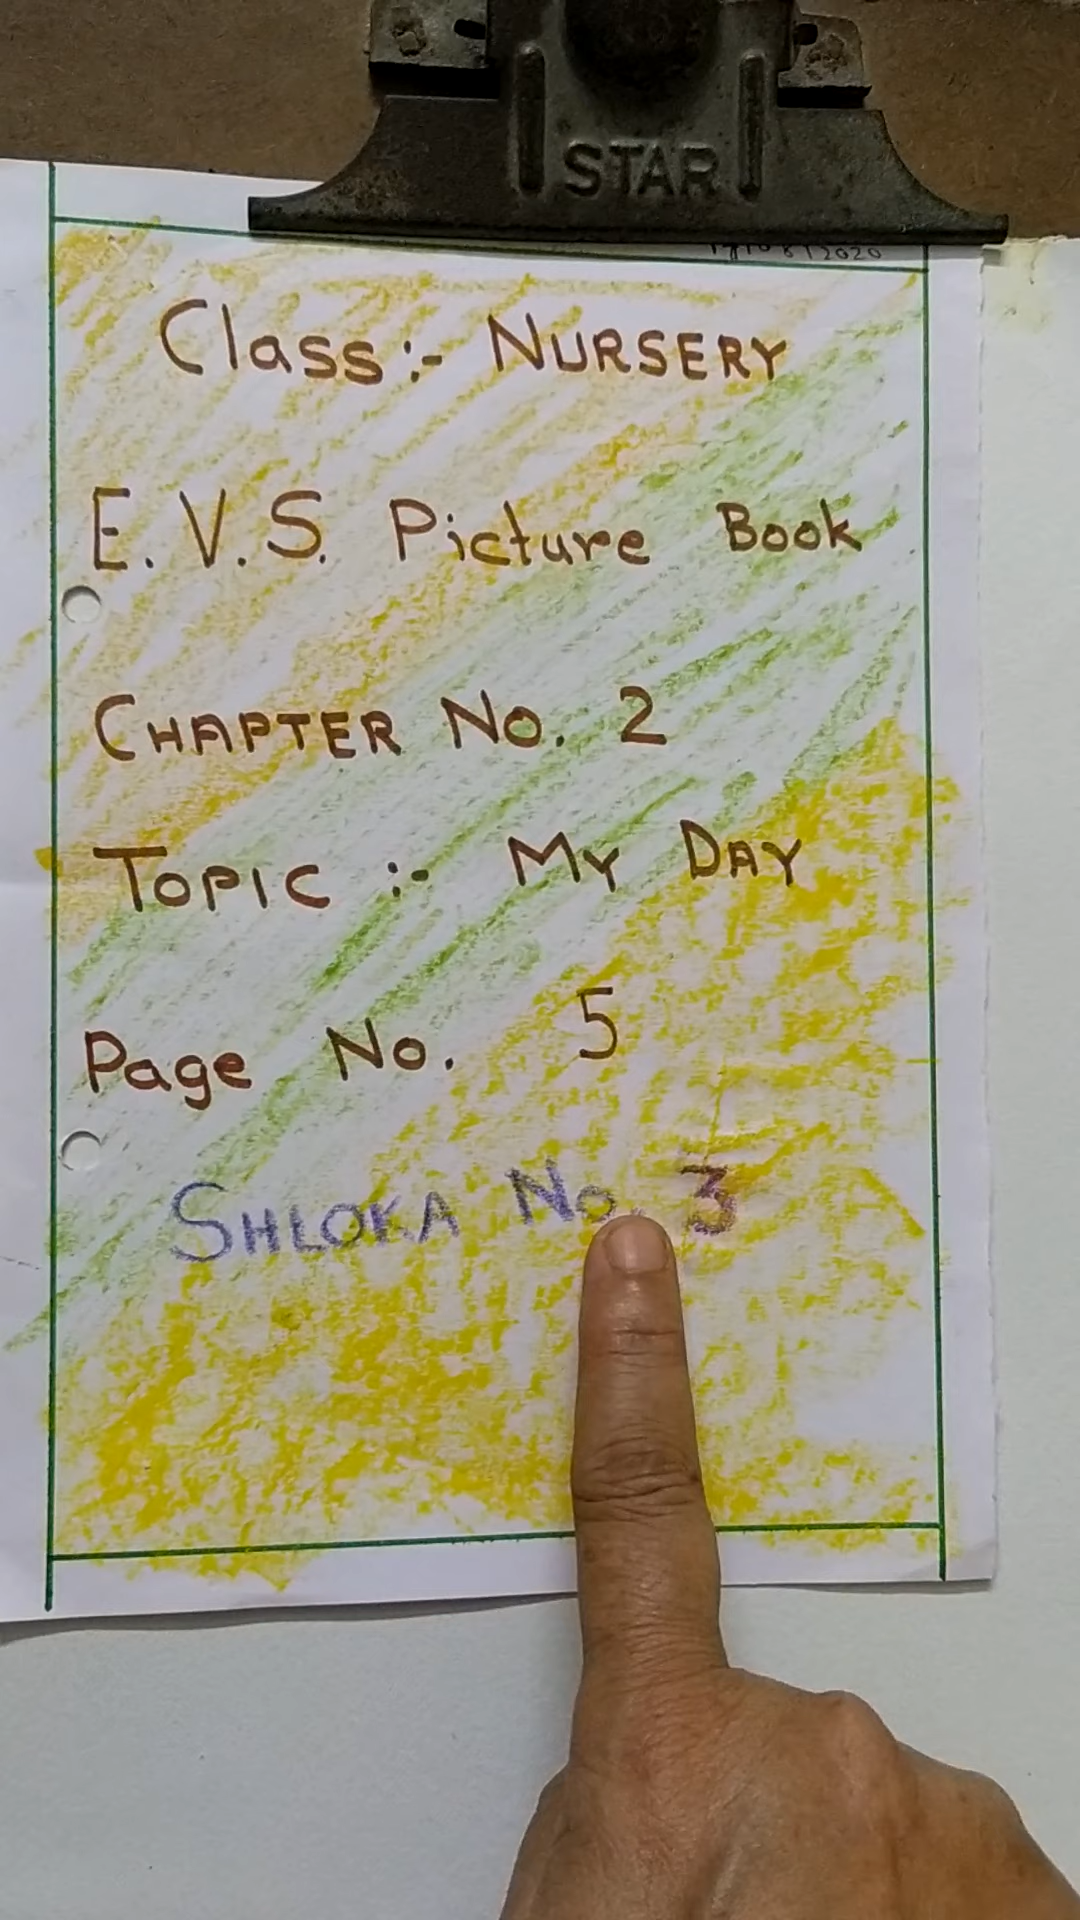 STAR
Class:- NURSERY
E.V.S. Picture Book
CHAPTER NO. 2
TOPIC :- MY DAY
Page No. 5
SHLOKA NO. 3